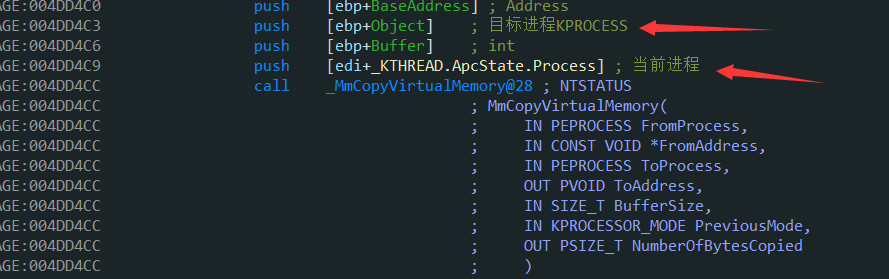 AGE:004DD4C0 push [ebp+BaseAddress] ; Address
AGE:004DD4C3 push [ebp+Object] ; 目标进程KPROCESS
AGE:004DD4C6 push [ebp+Buffer] ; int
AGE:004DD4C9 push [edi+_KTHREAD.ApcState.Process] ; 当前进程
AGE:004DD4CC call _MmCopyVirtualMemory@28 ; NTSTATUS
AGE:004DD4CC ; MmCopyVirtualMemory(
AGE:004DD4CC ; IN PEPROCESS FromProcess,
AGE:004DD4CC ; IN CONST VOID *FromAddress,
AGE:004DD4CC ; IN PEPROCESS ToProcess,
AGE:004DD4CC ; OUT PVOID ToAddress,
AGE:004DD4CC ; IN SIZE_T BufferSize,
AGE:004DD4CC ; IN KPROCESSOR_MODE PreviousMode,
AGE:004DD4CC ; OUT PSIZE_T NumberOfBytesCopied
AGE:004DD4CC ; )